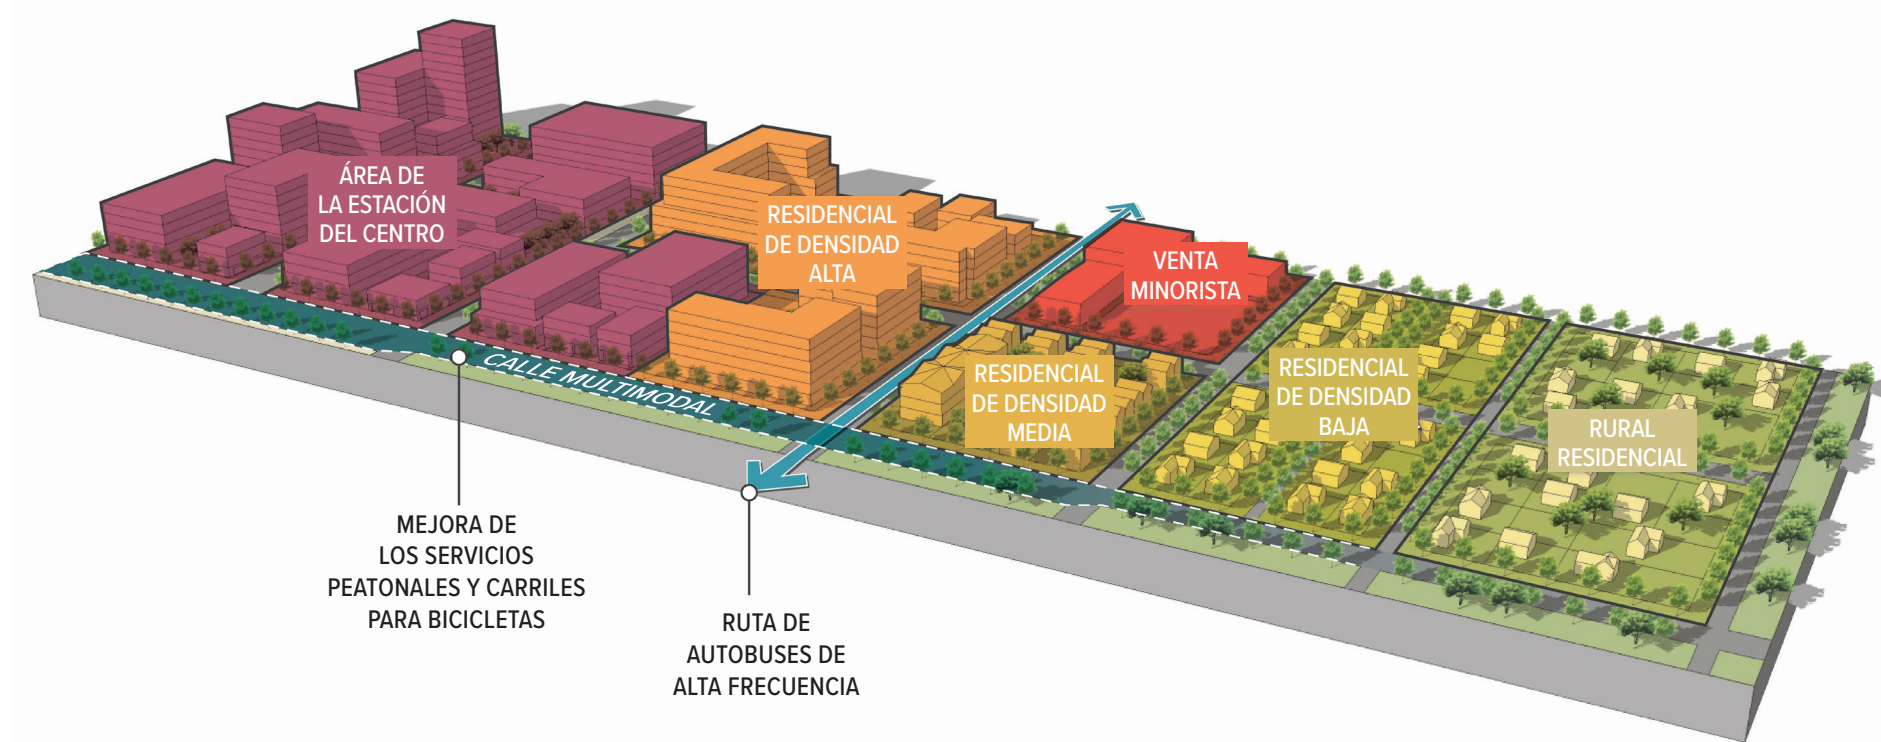 ÁREA DE
LA ESTACIÓN
DEL CENTRO
RESIDENCIAL
DE DENSIDAD
ALTA
VENTA
MINORISTA
RESIDENCIAL
DE DENSIDAD
MEDIA
RESIDENCIAL
DE DENSIDAD
BAJA
RURAL
RESIDENCIAL
CALLE MULTIMODAL
MEJORA DE
LOS SERVICIOS
PEATONALES Y CARRILES
PARA BICICLETAS
RUTA DE
AUTOBUSES DE
ALTA FRECUENCIA